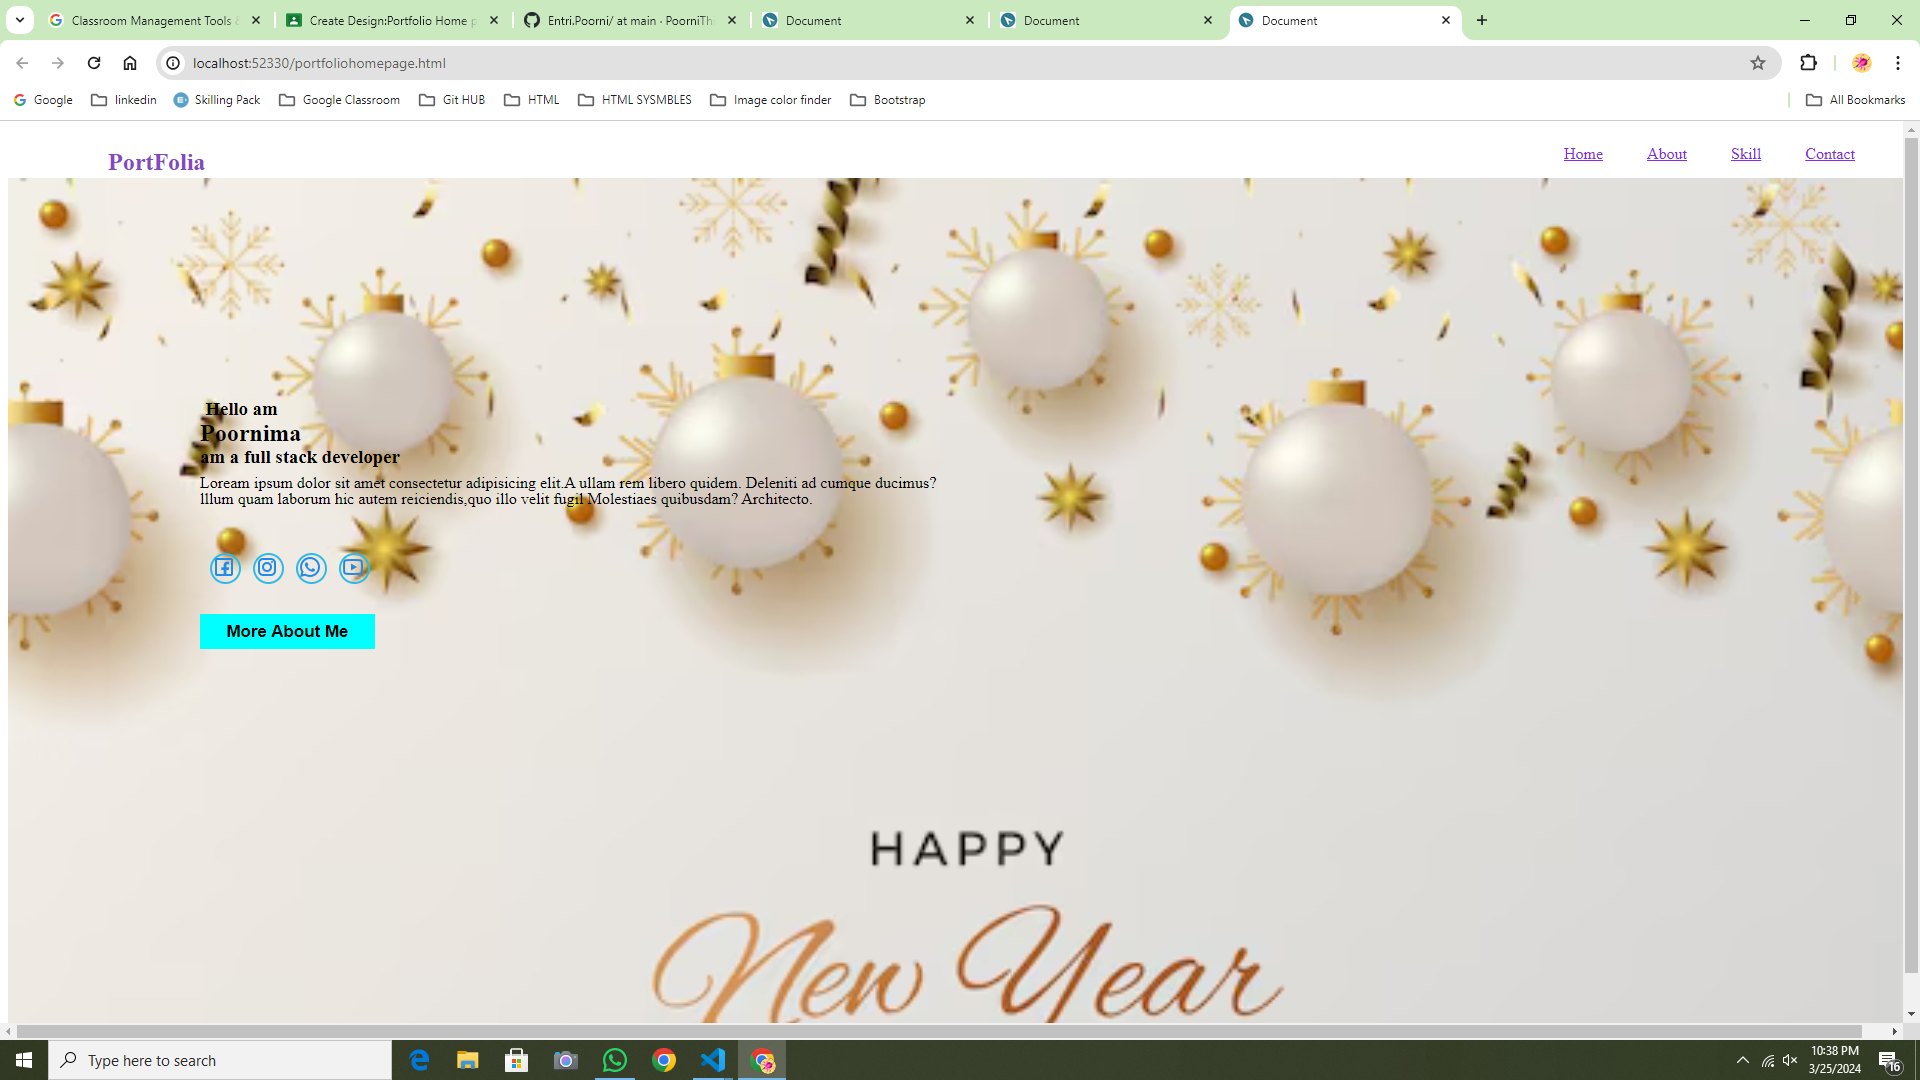 Classroom Management Tools &
Create Design:Portfolio Home p
Entri.Poorni/ at main · PoorniThi
Document
Document
Document
localhost:52330/portfoliohomepage.html
Google
linkedin
Skilling Pack
Google Classroom
Git HUB
HTML
HTML SYSMBLES
Image color finder
Bootstrap
All Bookmarks
PortFolia
Home
About
Skill
Contact
Hello am
Poornima
am a full stack developer
Loream ipsum dolor sit amet consectetur adipisicing elit.A ullam rem libero quidem. Deleniti ad cumque ducimus?
lllum quam laborum hic autem reiciendis,quo illo velit fugil Molestiaes quibusdam? Architecto.
More About Me
HAPPY
New Year
Type here to search
10:38 PM
3/25/2024
16